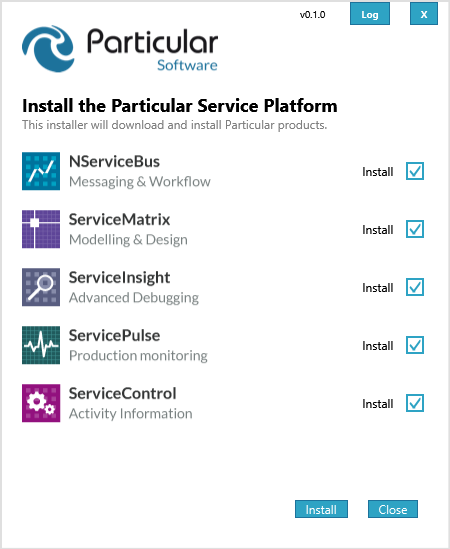 v0.1.0 Log X
Particular
Software
Install the Particular Service Platform
This installer will download and install Particular products.
NServiceBus
Messaging & Workflow
Install
ServiceMatrix
Modelling & Design
Install
ServiceInsight
Advanced Debugging
Install
ServicePulse
Production monitoring
Install
ServiceControl
Activity Information
Install
Install Close